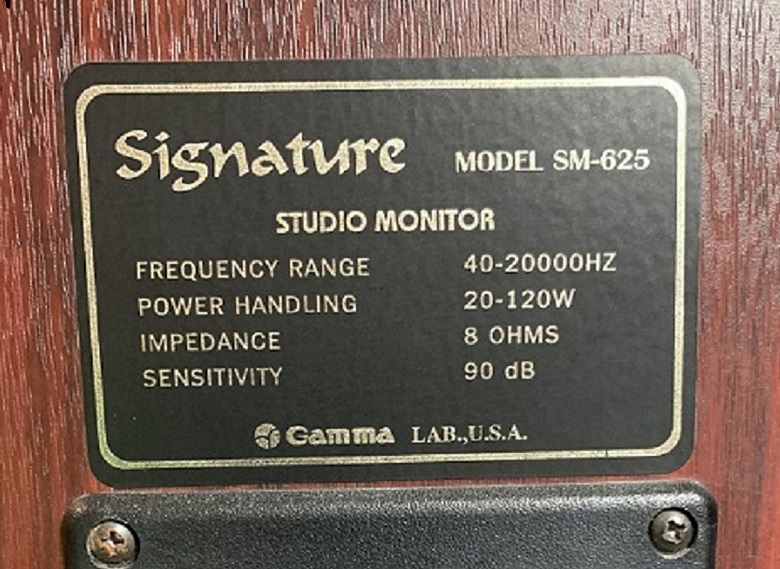 Signature MODEL SM-625
STUDIO MONITOR
FREQUENCY RANGE 40-20000HZ
POWER HANDLING 20-120W
IMPEDANCE 8 OHMS
SENSITIVITY 90 dB
Gamma LAB.,U.S.A.